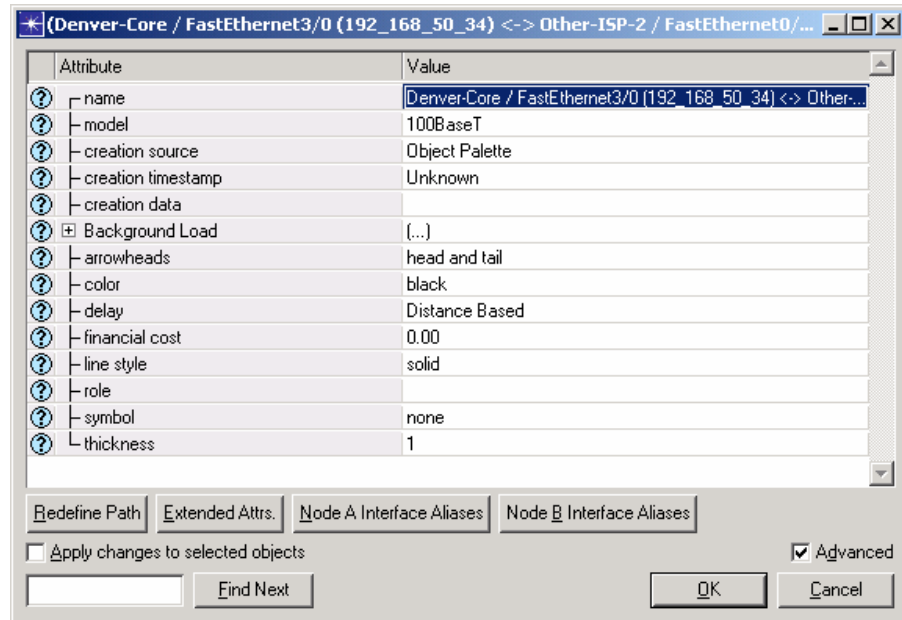 (Denver-Core / FastEthernet3/0 (192_168_50_34) <-> Other-ISP-2 / FastEthernet0/...
Attribute Value
name Denver-Core / FastEthernet3/0 (192_168_50_34) <-> Other-...
model 100BaseT
creation source Object Palette
creation timestamp Unknown
creation data
Background Load (...)
arrowheads head and tail
color black
delay Distance Based
financial cost 0.00
line style solid
role
symbol none
thickness 1
Redefine Path Extended Attrs. Node A Interface Aliases Node B Interface Aliases
Apply changes to selected objects Advanced
Find Next OK Cancel